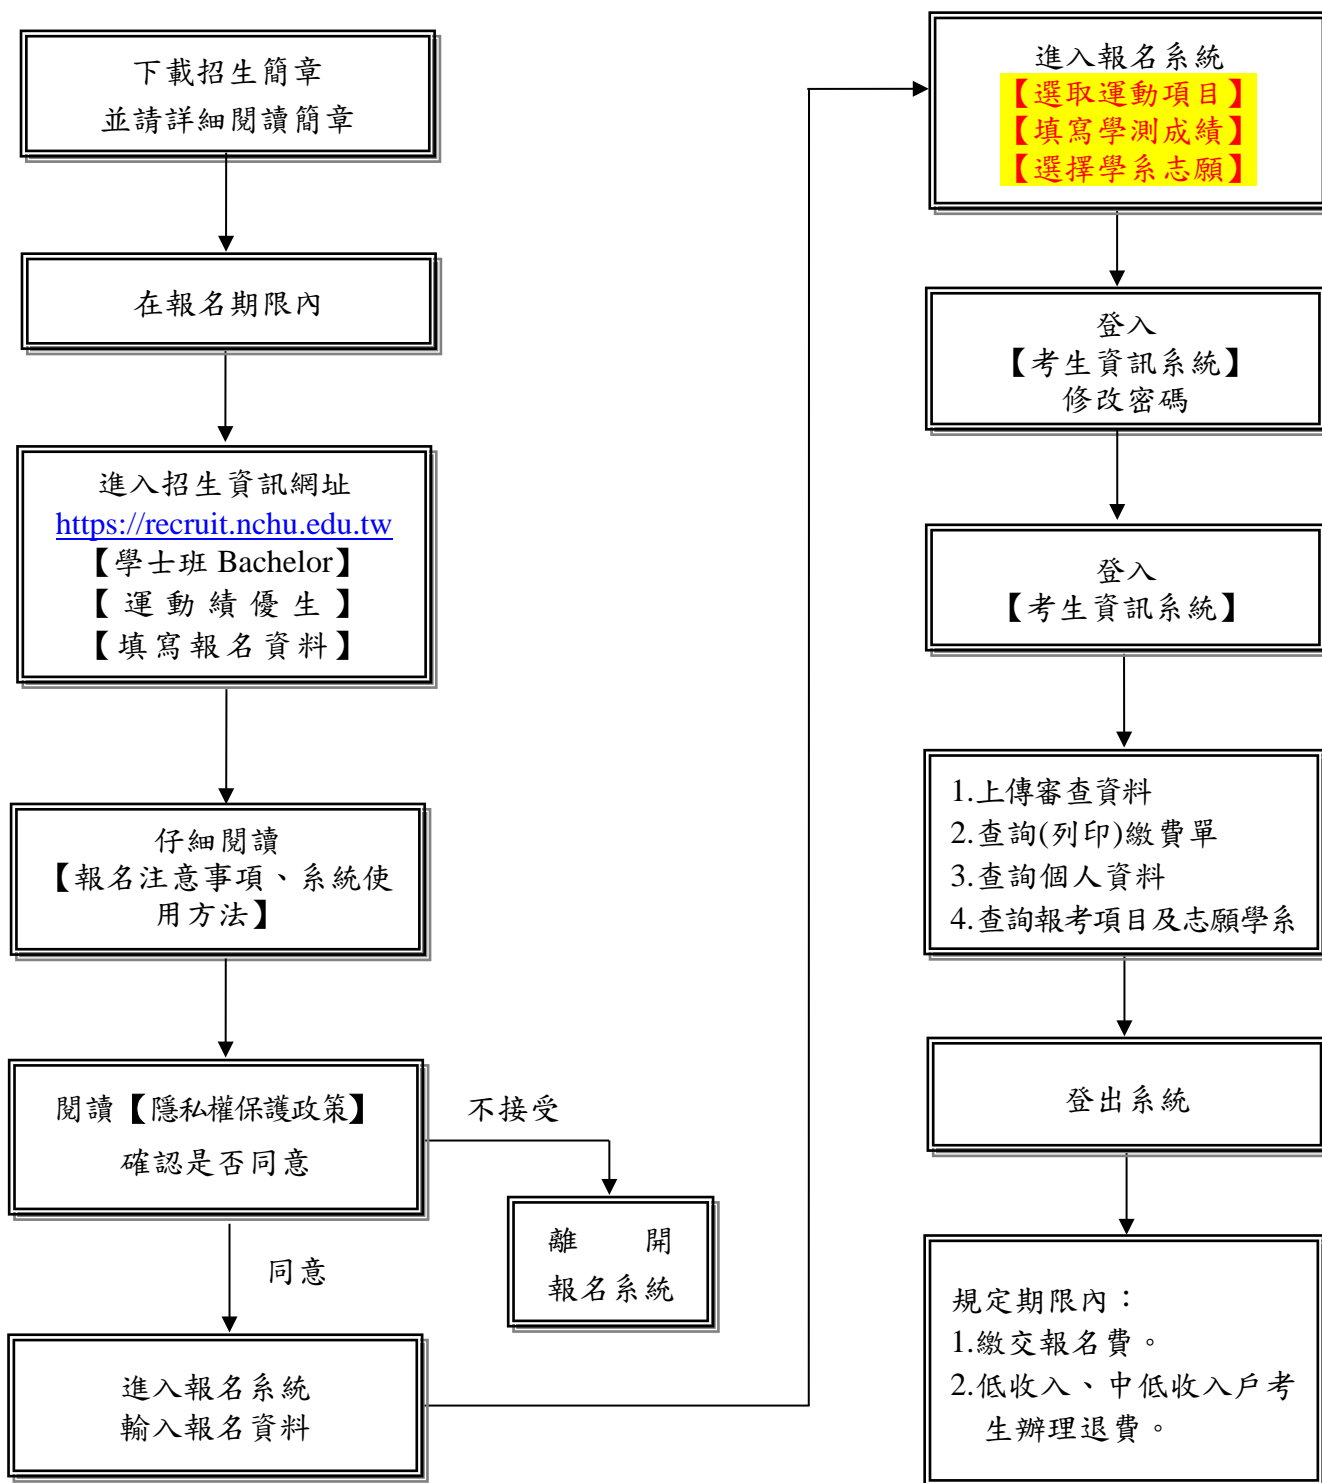 下載招生簡章
並請詳細閱讀簡章
在報名期限內
進入招生資訊網址
https://recruit.nchu.edu.tw
【學士班 Bachelor】
【運動績優生】
【填寫報名資料】
仔細閱讀
【報名注意事項、系統使
用方法】
閱讀【隱私權保護政策】
確認是否同意
不接受
離 開
報名系統
同意
進入報名系統
輸入報名資料
進入報名系統
【選取運動項目】
【填寫學測成績】
【選擇學系志願】
登入
【考生資訊系統】
修改密碼
登入
【考生資訊系統】
1.上傳審查資料
2.查詢(列印)繳費單
3.查詢個人資料
4.查詢報考項目及志願學系
登出系統
規定期限內：
1.繳交報名費。
2.低收入、中低收入戶考
生辦理退費。